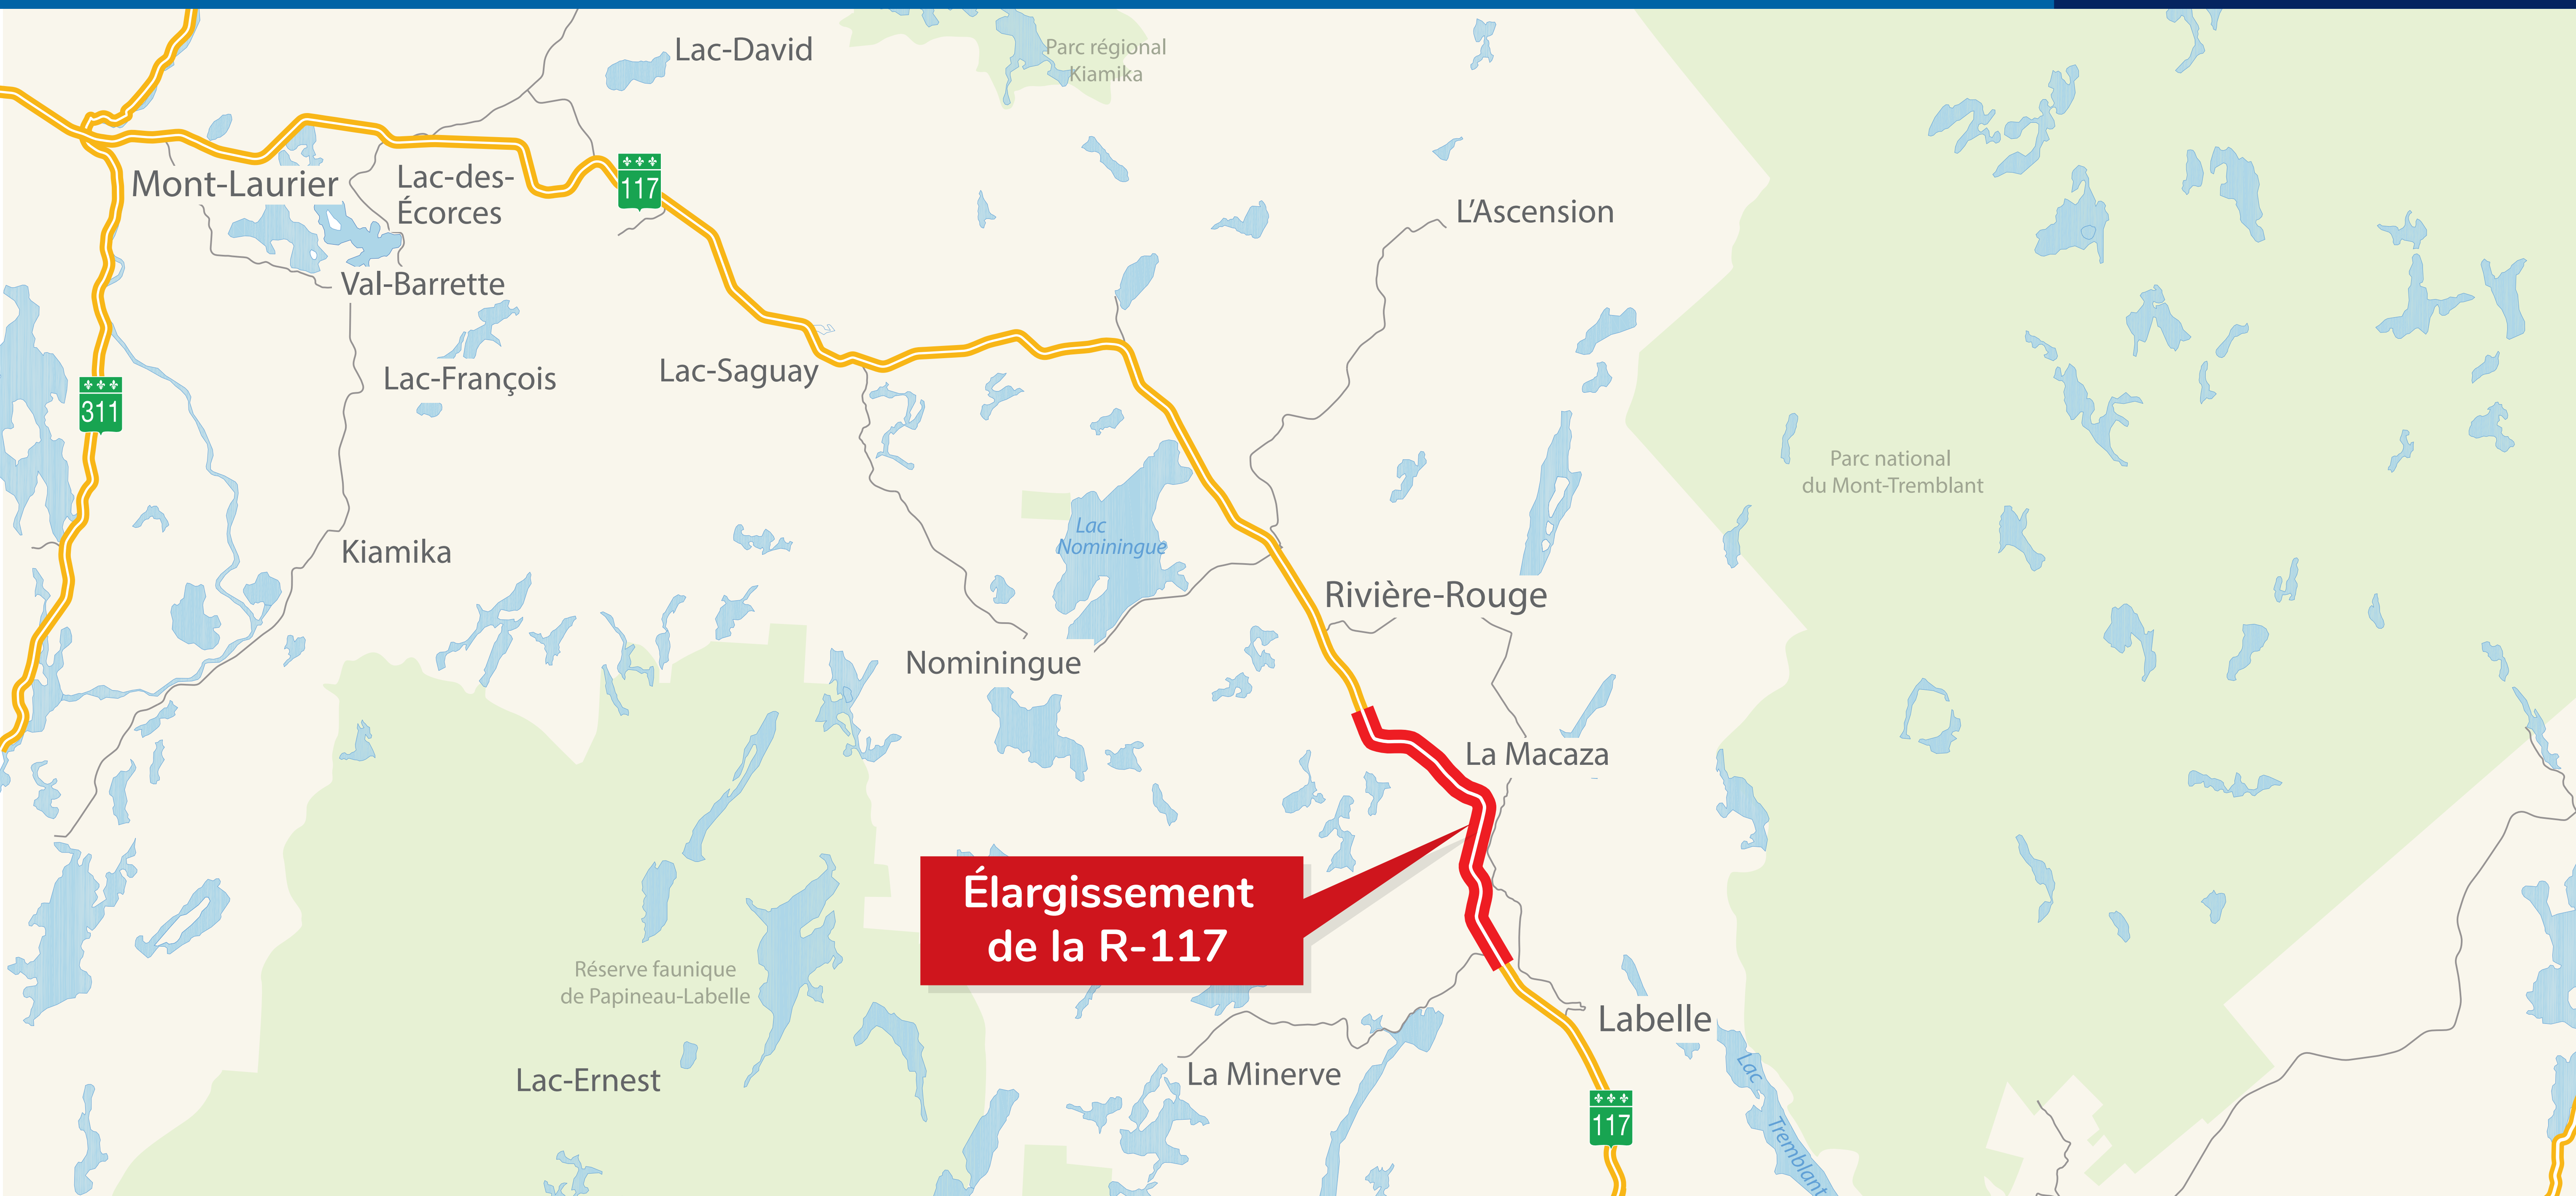 Lac-David
Parc régional
Kiamika
117
Mont-Laurier
Lac-des-
Écorces
L'Ascension
Val-Barrette
Lac-François
Lac-Saguay
311
Parc national
du Mont-Tremblant
Lac
Nominingue
Kiamika
Rivière-Rouge
Nominingue
La Macaza
Élargissement
de la R-117
Réserve faunique
de Papineau-Labelle
Labelle
Lac-Ernest
La Minerve
117
Lac
Tremblant